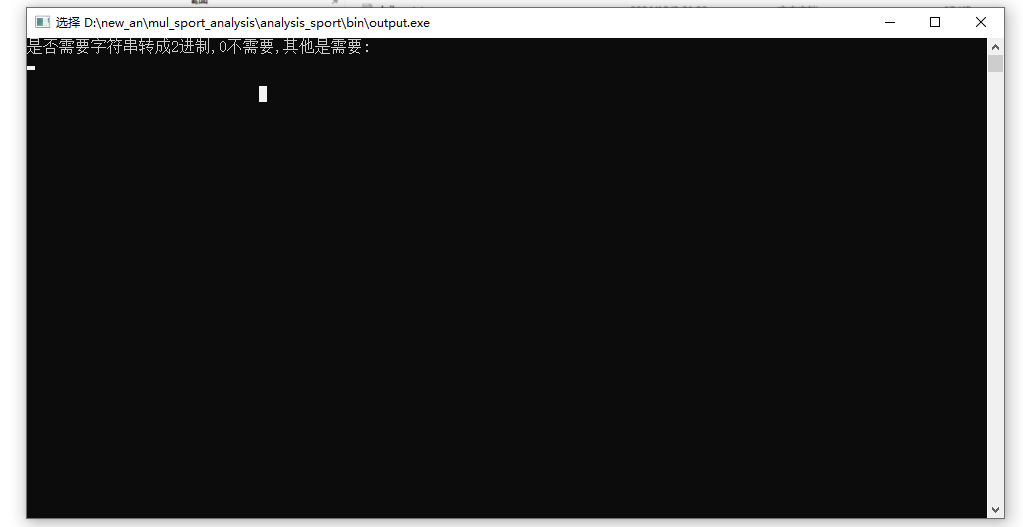 选择 D:\new_an\mul_sport_analysis\analysis_sport\bin\output.exe
是否需要字符串转成2进制,0不需要,其他是需要: